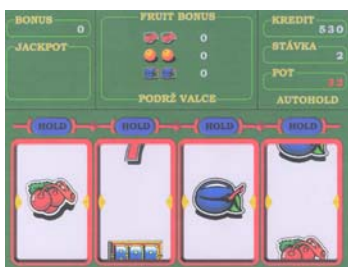 BONUS
0
JACKPOT
FRUIT BONUS
0
0
0
PODRŽ VALCE
KREDIT
530
STÁVKA
2
POT
32
AUTOHOLD
HOLD
HOLD
HOLD
HOLD